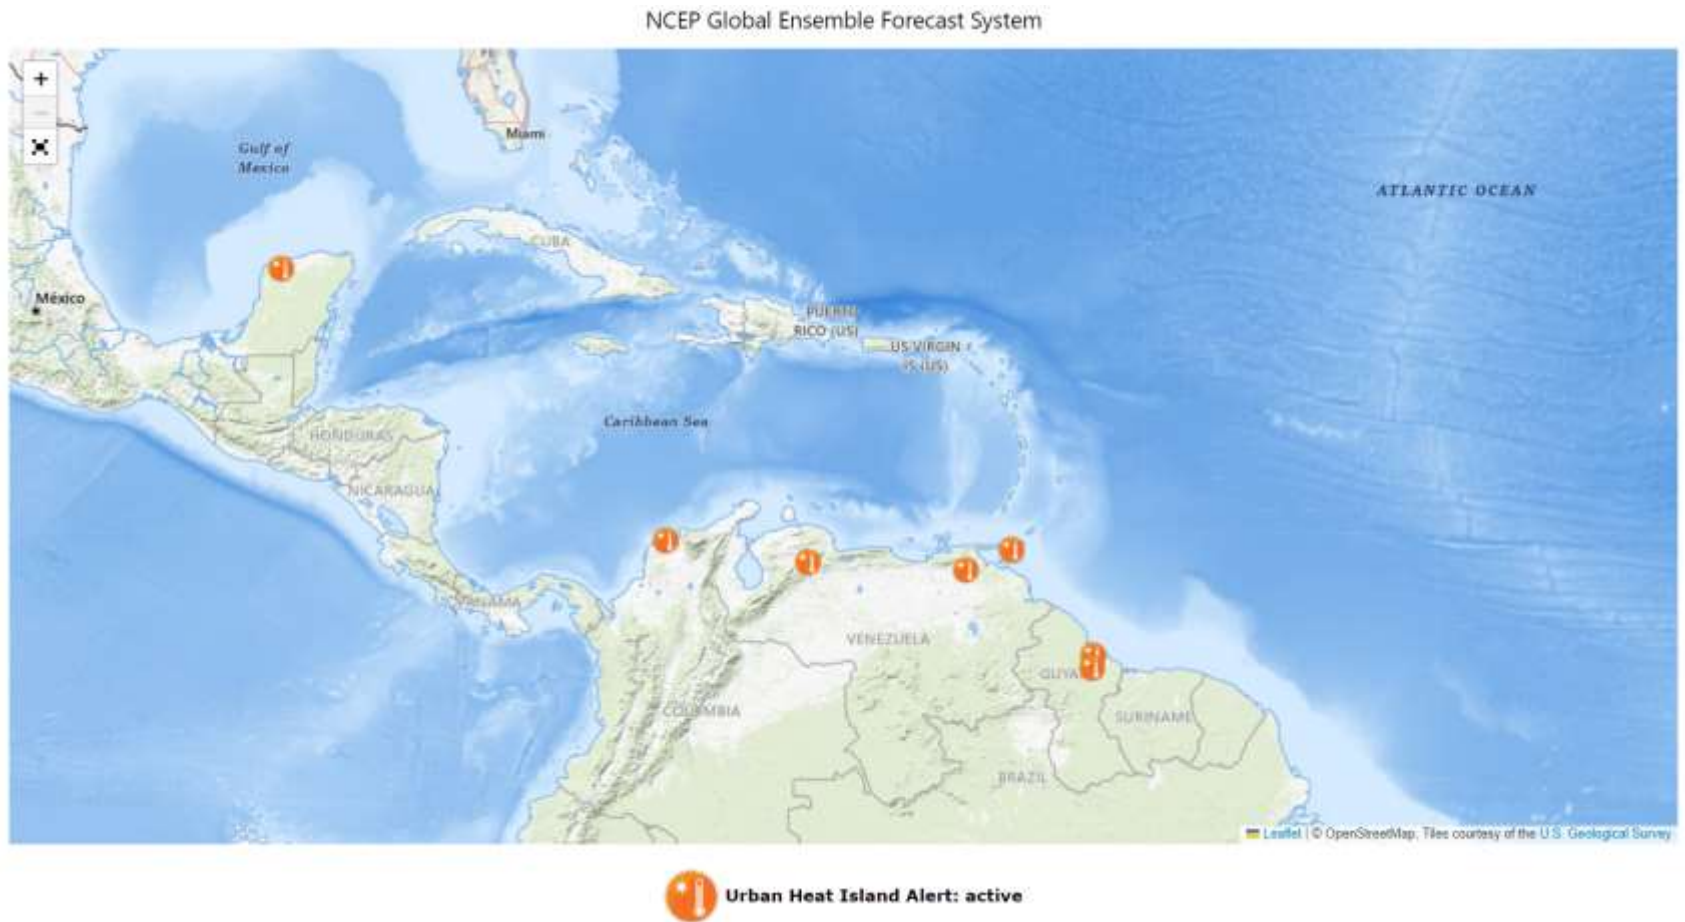 NCEP Global Ensemble Forecast System
+
Miami
Gulf of
Mexico
ATLANTIC OCEAN
CUBA
México
PUERTO
RICO (US)
US VIRGIN
IS (US)
Caribbean Sea
HONDURAS
NICARAGUA
PANAMA
VENEZUELA
GUYA
COLOMBIA
SURINAME
BRAZIL
Leaflet | © OpenStreetMap, Tiles courtesy of the U.S. Geological Survey
Urban Heat Island Alert: active